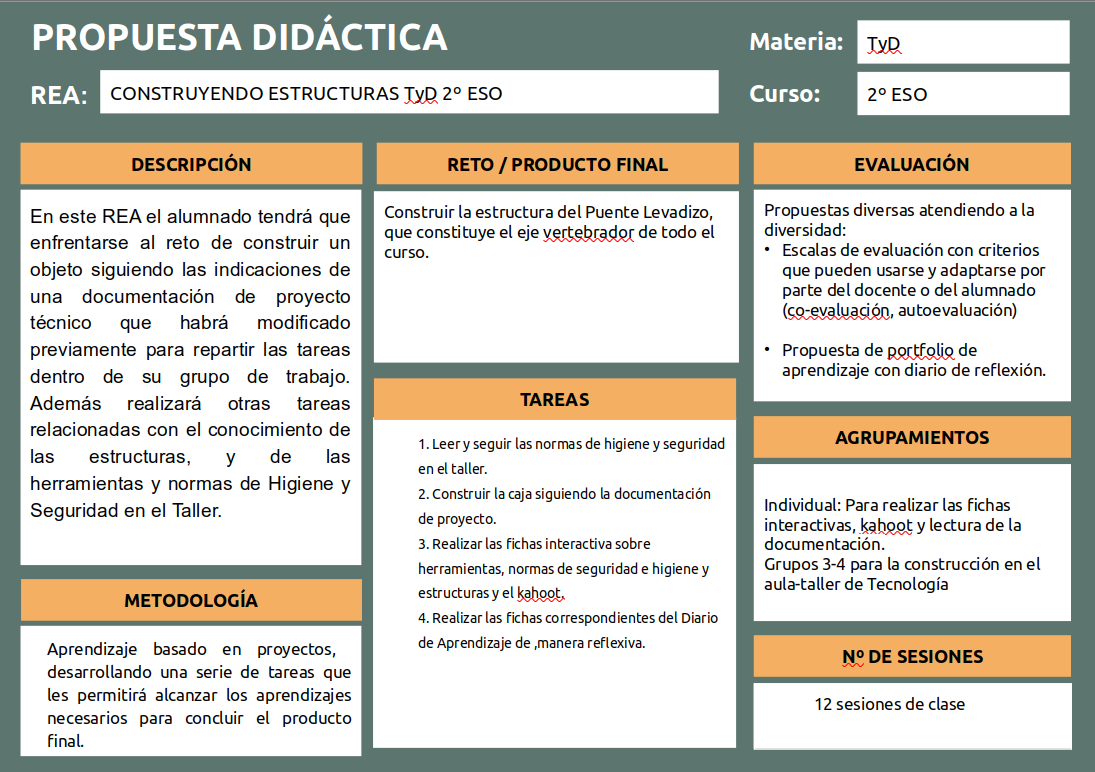 PROPUESTA DIDÁCTICA
Materia:
TyD
REA:
CONSTRUYENDO ESTRUCTURAS TyD 2º ESO
Curso:
2º ESO
DESCRIPCIÓN
En este REA el alumnado tendrá que
enfrentarse al reto de construir un
objeto siguiendo las indicaciones de
una documentación de proyecto
técnico que habrá modificado
previamente para repartir las tareas
dentro de su grupo de trabajo.
Además realizará otras tareas
relacionadas con el conocimiento de
las estructuras, y de las
herramientas y normas de Higiene y
Seguridad en el Taller.
METODOLOGÍA
Aprendizaje basado en proyectos,
desarrollando una serie de tareas que
les permitirá alcanzar los aprendizajes
necesarios para concluir el producto
final.
RETO / PRODUCTO FINAL
Construir la estructura del Puente Levadizo,
que constituye el eje vertebrador de todo el
curso.
TAREAS
1. Leer y seguir las normas de higiene y seguridad
en el taller.
2. Construir la caja siguiendo la documentación
de proyecto.
3. Realizar las fichas interactiva sobre
herramientas, normas de seguridad e higiene y
estructuras y el kahoot.
4. Realizar las fichas correspondientes del Diario
de Aprendizaje de ,manera reflexiva.
EVALUACIÓN
Propuestas diversas atendiendo a la
diversidad:
• Escalas de evaluación con criterios
que pueden usarse y adaptarse por
parte del docente o del alumnado
(co-evaluación, autoevaluación)
• Propuesta de portfolio de
aprendizaje con diario de reflexión.
AGRUPAMIENTOS
Individual: Para realizar las fichas
interactivas, kahoot y lectura de la
documentación.
Grupos 3-4 para la construcción en el
aula-taller de Tecnología
Nº DE SESIONES
12 sesiones de clase